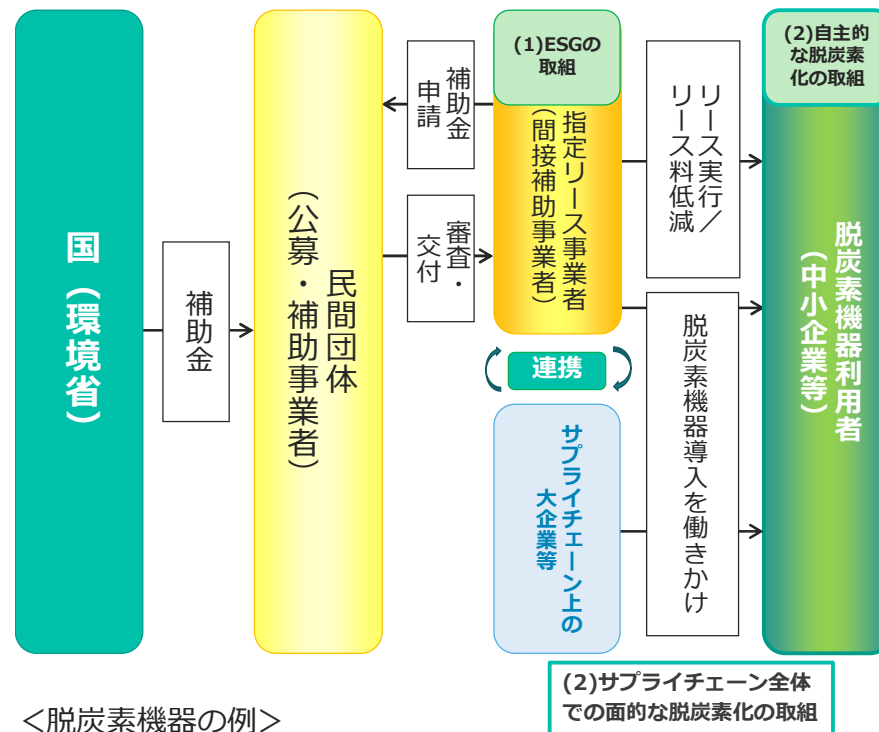 国（環境省）
補助金
民間団体
（公募・補助事業者）
補助金
申請
審査・
交付
(1)ESGの
取組
指定リース事業者
（間接補助事業者）
連携
サプライチェーン上の
大企業等
リース実行／
リース料低減
脱炭素機器導入を働きかけ
(2)自主的
な脱炭素
化の取組
脱炭素機器利用者
（中小企業等）
(2)サプライチェーン全体
での面的な脱炭素化の取組
＜脱炭素機器の例＞